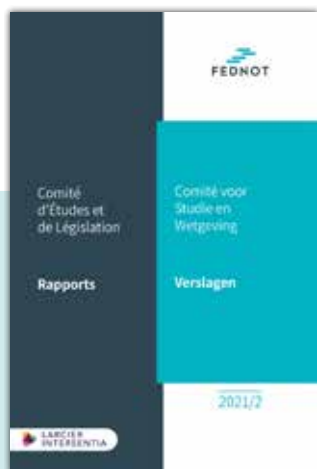 FEDNOT
Comité
d'Études et
de Législation
Rapports
Comité voor
Studie en
Wetgeving
Verslagen
2021/2
LARCIER
INTERSENTIA